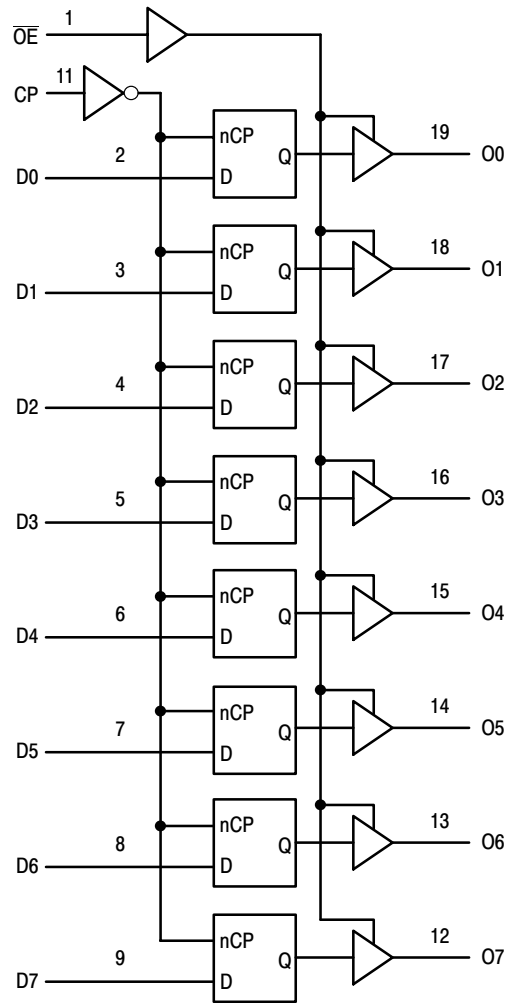 1
O̅E̅
11
CP
nCP
19
2
Q
O0
D0
D
nCP
18
3
Q
O1
D1
D
nCP
17
4
Q
O2
D2
D
nCP
16
5
Q
O3
D3
D
nCP
15
6
Q
O4
D4
D
nCP
14
7
Q
O5
D5
D
nCP
13
8
Q
O6
D6
D
nCP
12
9
Q
O7
D7
D